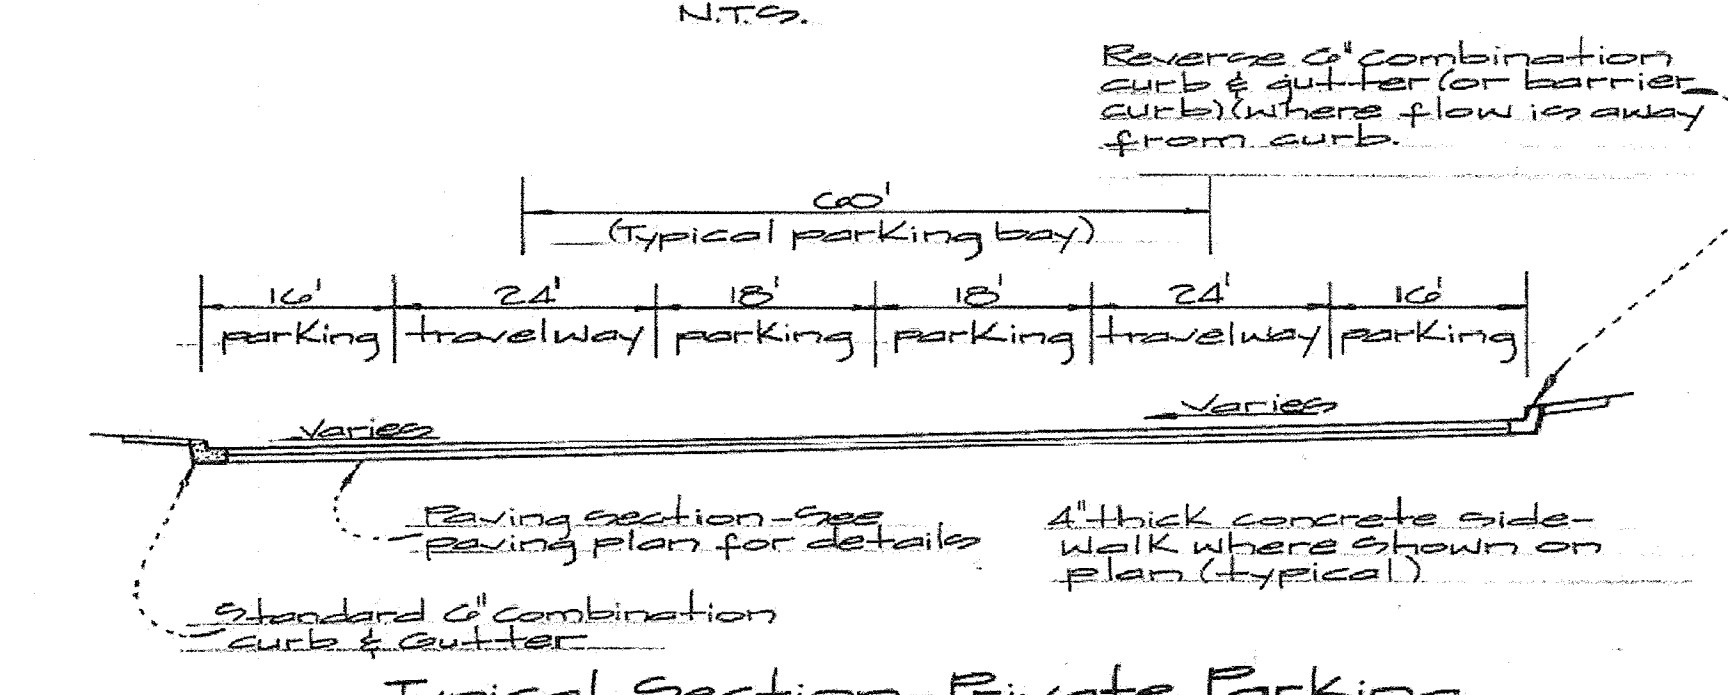 N.T.S.
Reverse 6" combination
curb & gutter (or barrier
curb) (where flow is away
from curb.
60'
(Typical parking bay)
16' 24' 18' 18' 24' 16'
parking travelway parking parking travelway parking
Varies
Varies
Paving section-See
paving plan for details
4" thick concrete side-
walk where shown on
plan (typical)
Standard 6" combination
curb & Gutter
Typical Section - Private Parking